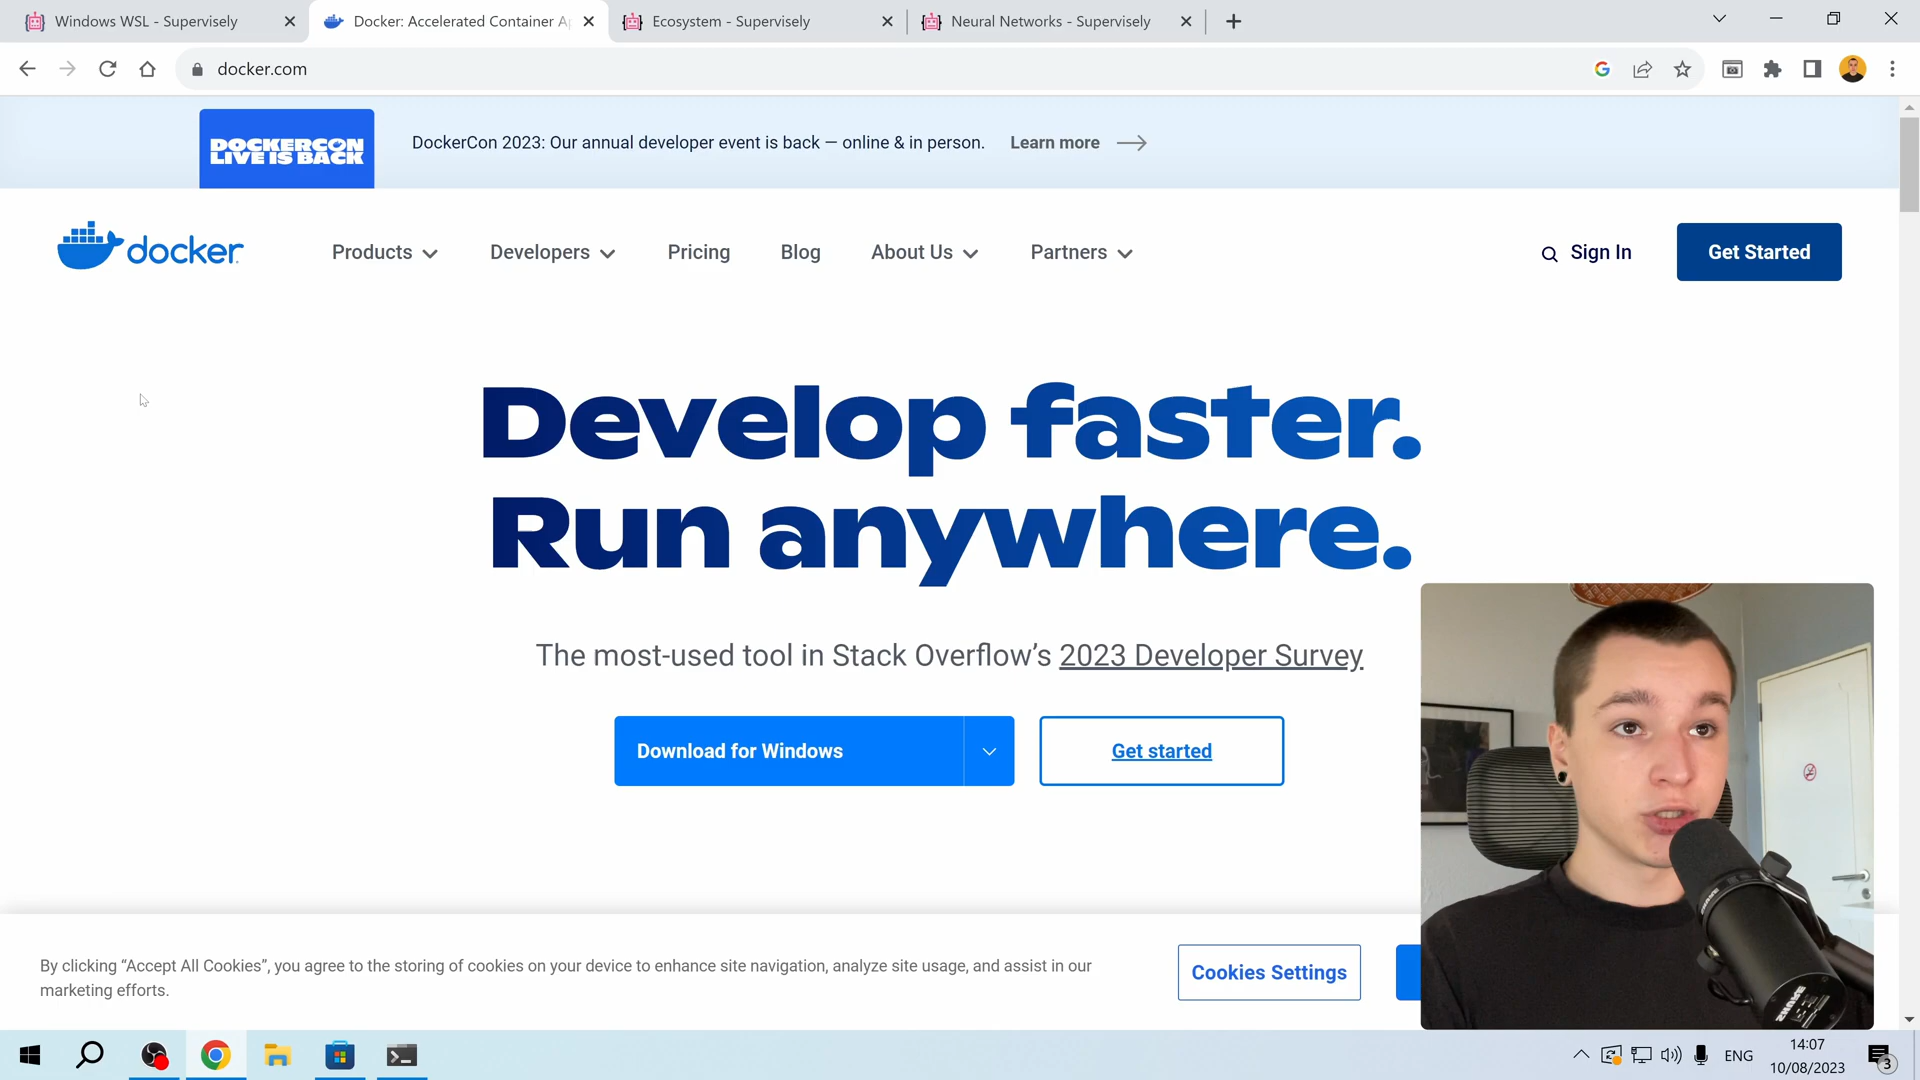 Windows WSL - Supervisely
Docker: Accelerated Container A
Ecosystem - Supervisely
Neural Networks - Supervisely
docker.com
DOCKERCON
LIVE IS BACK
DockerCon 2023: Our annual developer event is back — online & in person.
Learn more
docker
Products
Developers
Pricing
Blog
About Us
Partners
Sign In
Get Started
Develop faster.
Run anywhere.
The most-used tool in Stack Overflow’s 2023 Developer Survey
Download for Windows
Get started
By clicking “Accept All Cookies”, you agree to the storing of cookies on your device to enhance site navigation, analyze site usage, and assist in our
marketing efforts.
Cookies Settings
SHURE
ENG
14:07
10/08/2023
3